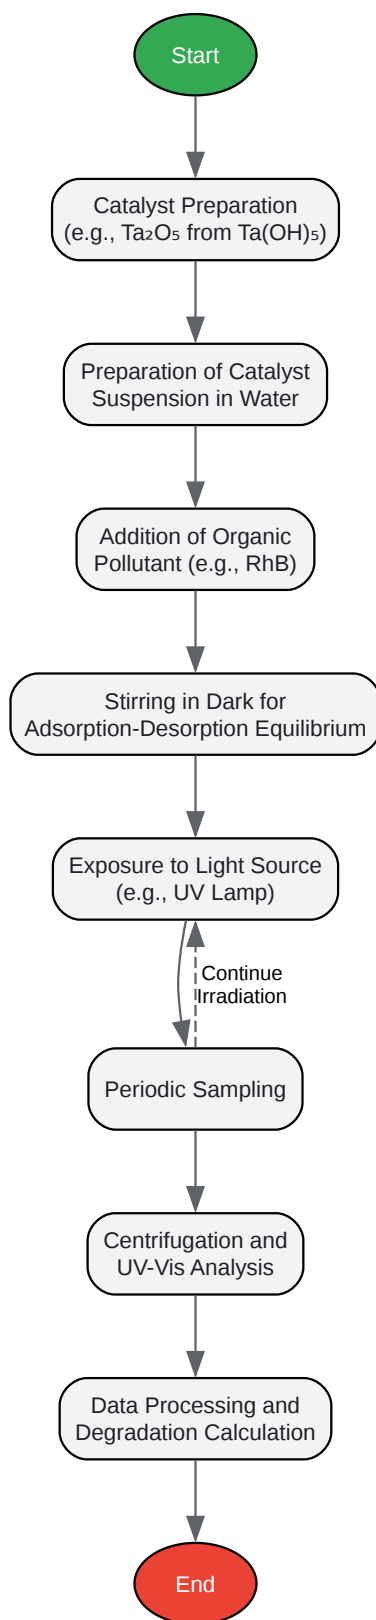 Start
Catalyst Preparation
(e.g., Ta₂O₅ from Ta(OH)₅)
Preparation of Catalyst
Suspension in Water
Addition of Organic
Pollutant (e.g., RhB)
Stirring in Dark for
Adsorption-Desorption Equilibrium
Exposure to Light Source
(e.g., UV Lamp)
Continue
Irradiation
Periodic Sampling
Centrifugation and
UV-Vis Analysis
Data Processing and
Degradation Calculation
End